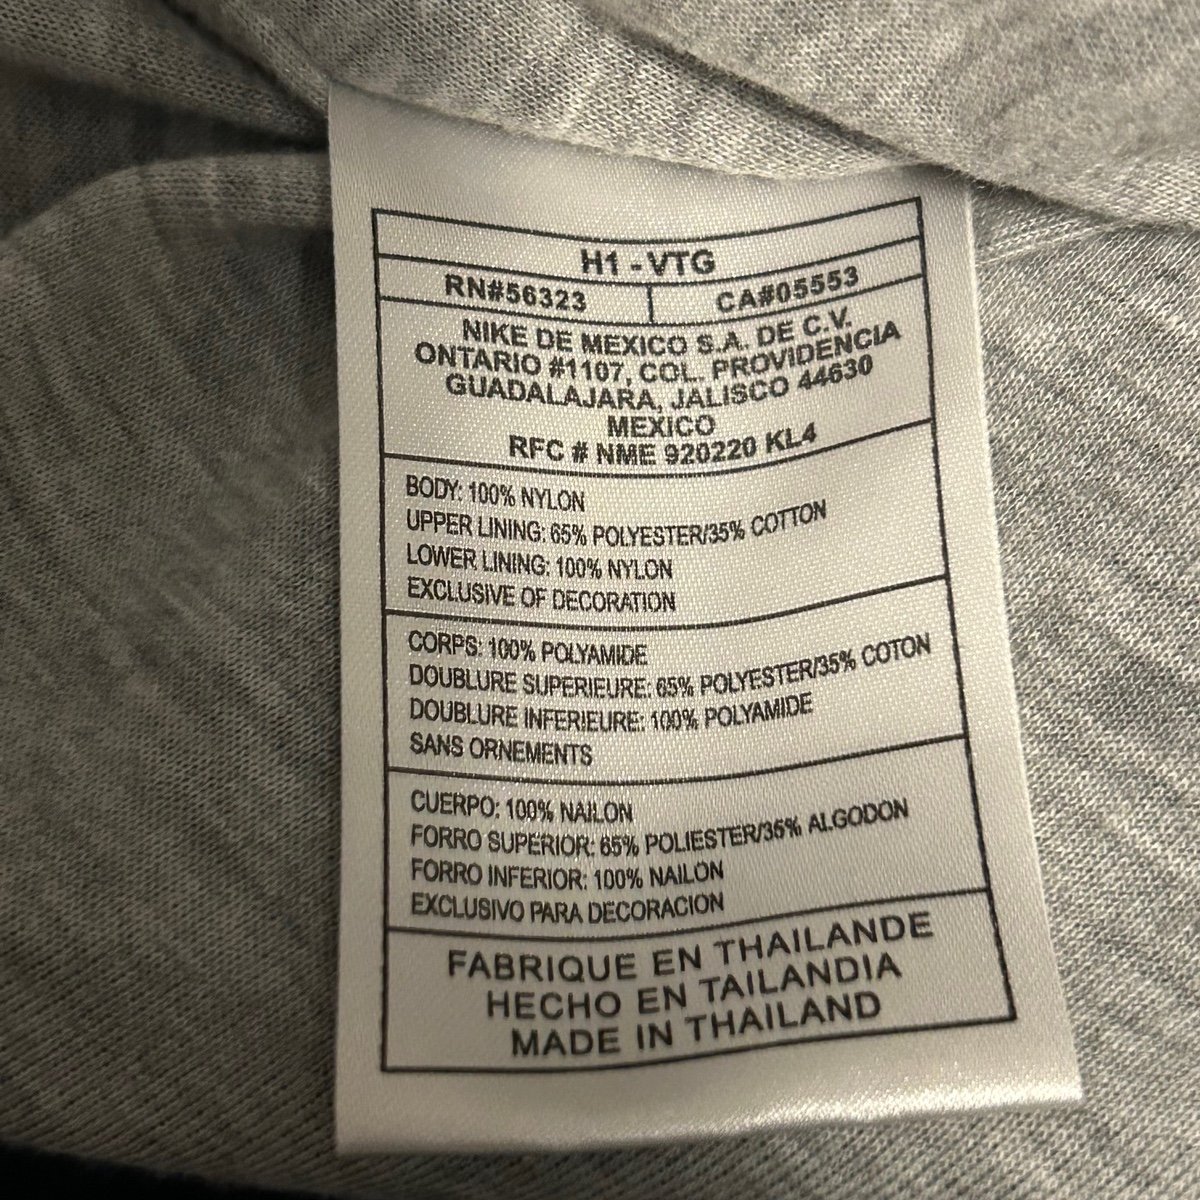 H1 - VTG
RN#56323 CA#05553
NIKE DE MEXICO S.A. DE C.V.
ONTARIO #1107, COL. PROVIDENCIA
GUADALAJARA, JALISCO 44630
MEXICO
RFC # NME 920220 KL4
BODY: 100% NYLON
UPPER LINING: 65% POLYESTER/35% COTTON
LOWER LINING: 100% NYLON
EXCLUSIVE OF DECORATION
CORPS: 100% POLYAMIDE
DOUBLURE SUPERIEURE: 65% POLYESTER/35% COTON
DOUBLURE INFERIEURE: 100% POLYAMIDE
SANS ORNEMENTS
CUERPO: 100% NAILON
FORRO SUPERIOR: 65% POLIESTER/35% ALGODON
FORRO INFERIOR: 100% NAILON
EXCLUSIVO PARA DECORACION
FABRIQUE EN THAILANDE
HECHO EN TAILANDIA
MADE IN THAILAND